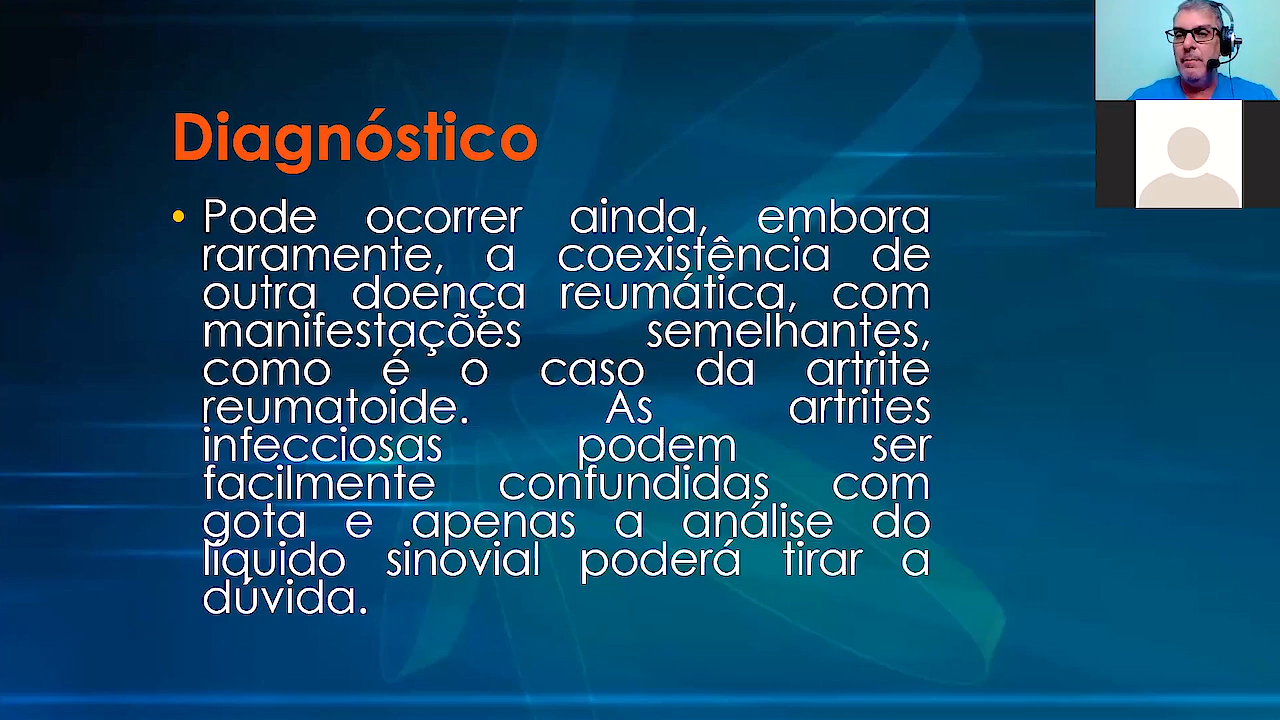 Diagnóstico
• Pode ocorrer ainda, embora
raramente, a coexistência de
outra doença reumática, com
manifestações semelhantes,
como é o caso da artrite
reumatoide. As artrites
infecciosas podem ser
facilmente confundidas com
gota e apenas a análise do
líquido sinovial poderá tirar a
dúvida.